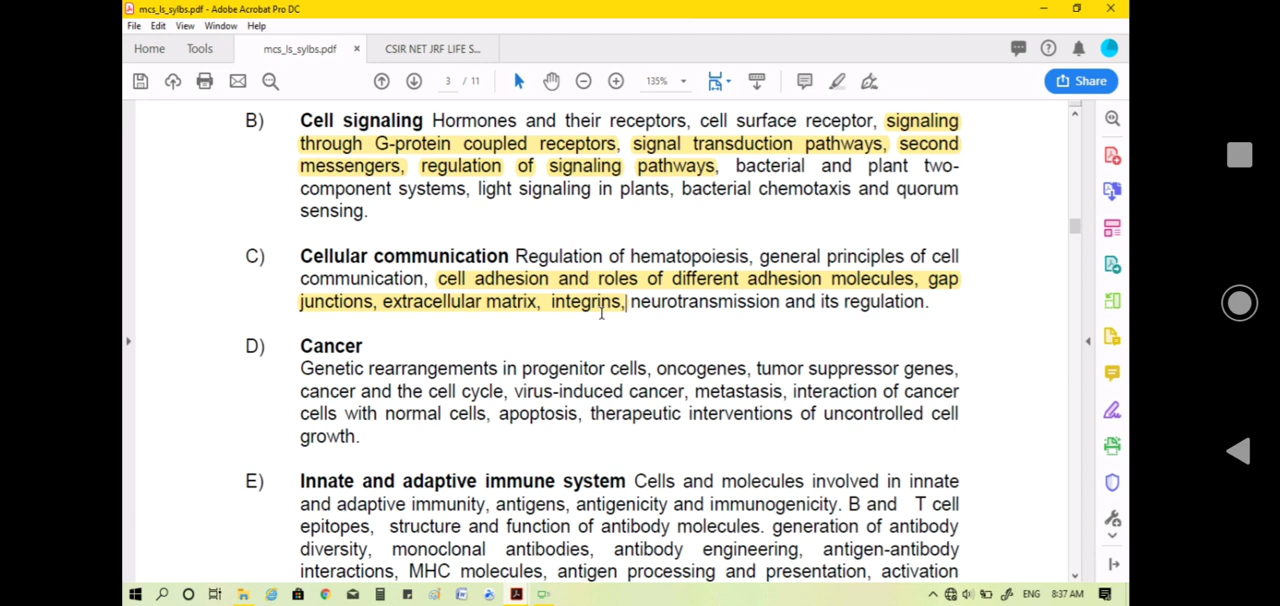 mcs_ls_sylbs.pdf - Adobe Acrobat Pro DC
File Edit View Window Help
Home Tools mcs_ls_sylbs.pdf × CSIR NET JRF LIFE S...
3 / 11 135% Share
B) Cell signaling Hormones and their receptors, cell surface receptor, signaling
through G-protein coupled receptors, signal transduction pathways, second
messengers, regulation of signaling pathways, bacterial and plant two-
component systems, light signaling in plants, bacterial chemotaxis and quorum
sensing.
C) Cellular communication Regulation of hematopoiesis, general principles of cell
communication, cell adhesion and roles of different adhesion molecules, gap
junctions, extracellular matrix, integrins, neurotransmission and its regulation.
D) Cancer
Genetic rearrangements in progenitor cells, oncogenes, tumor suppressor genes,
cancer and the cell cycle, virus-induced cancer, metastasis, interaction of cancer
cells with normal cells, apoptosis, therapeutic interventions of uncontrolled cell
growth.
E) Innate and adaptive immune system Cells and molecules involved in innate
and adaptive immunity, antigens, antigenicity and immunogenicity. B and T cell
epitopes, structure and function of antibody molecules. generation of antibody
diversity, monoclonal antibodies, antibody engineering, antigen-antibody
interactions, MHC molecules, antigen processing and presentation, activation
ENG 8:37 AM